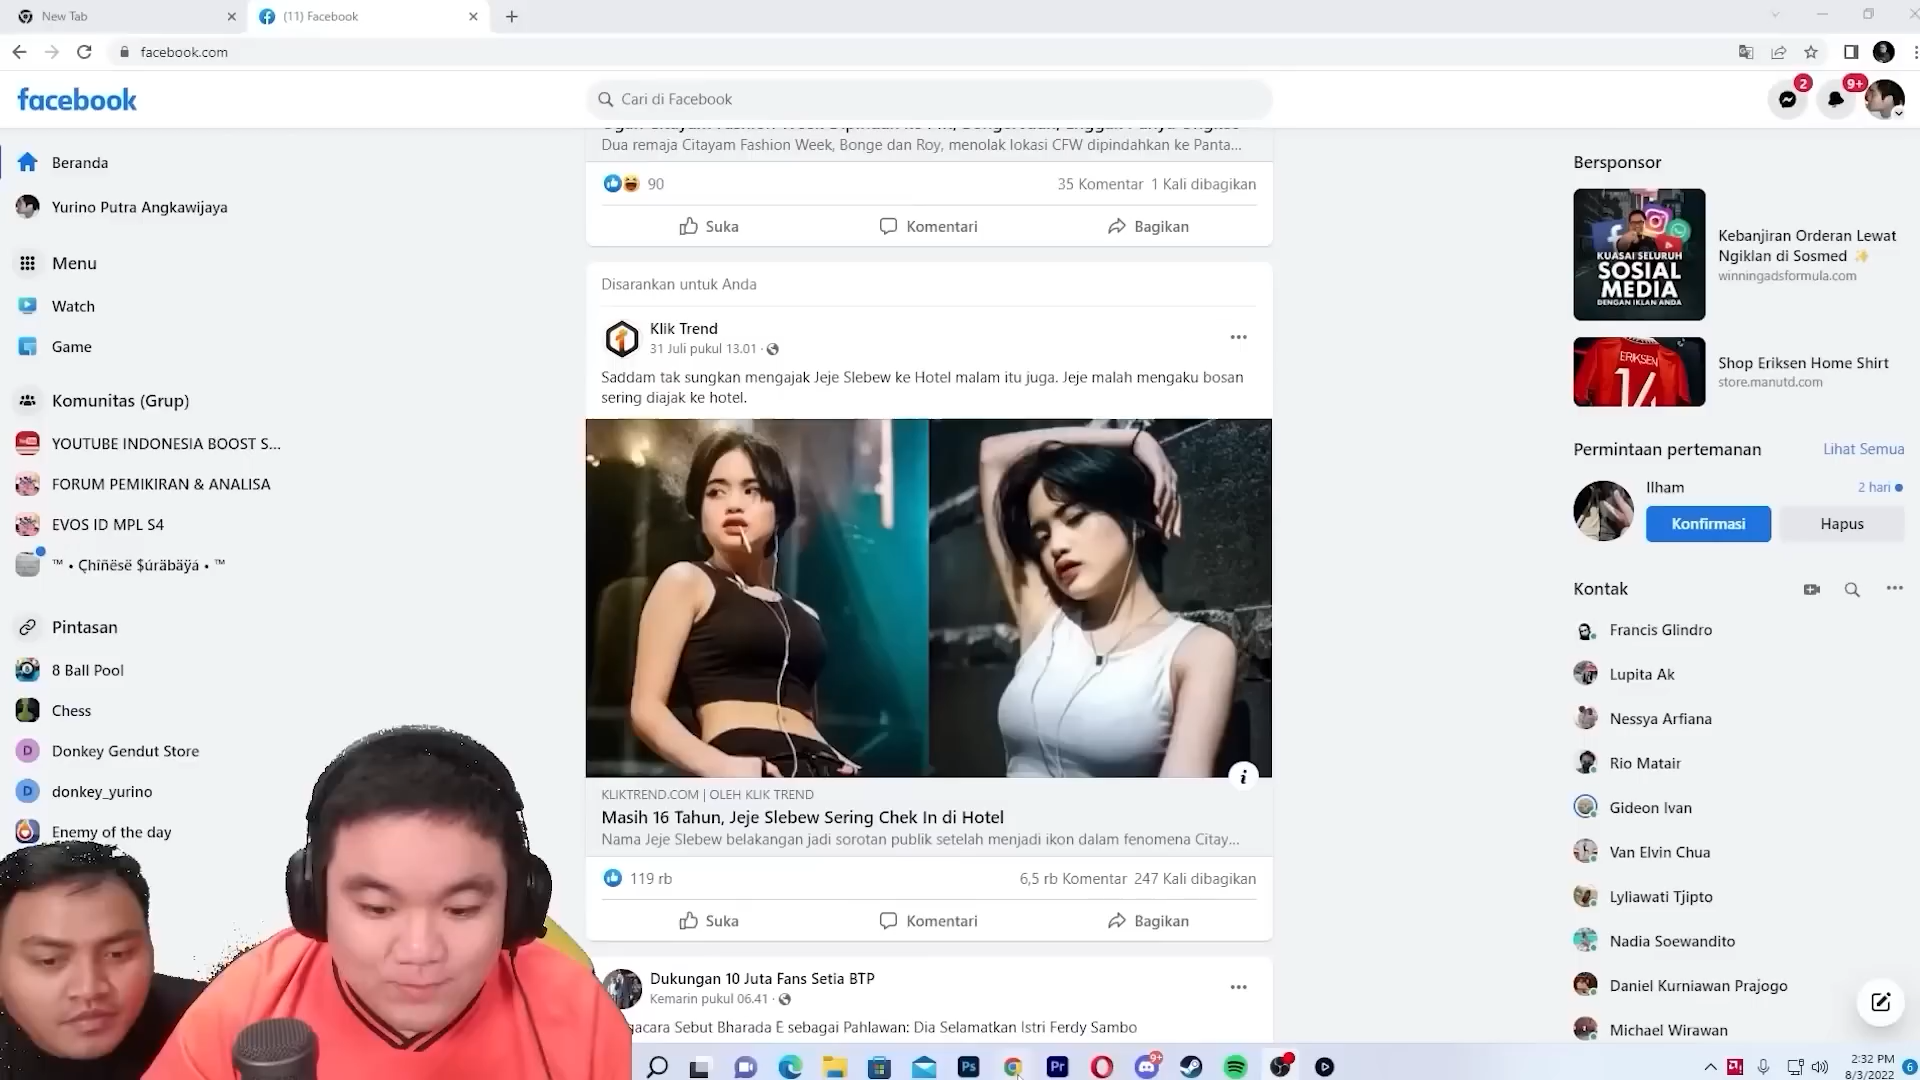 New Tab
(11) Facebook
facebook.com
facebook
Cari di Facebook
2
9+
Beranda
Yurino Putra Angkawijaya
Menu
Watch
Game
Komunitas (Grup)
YOUTUBE INDONESIA BOOST S...
FORUM PEMIKIRAN & ANALISA
EVOS ID MPL S4
™ • Çhîñësë $úräbäÿá • ™
Pintasan
8 Ball Pool
Chess
D Donkey Gendut Store
D donkey_yurino
Enemy of the day
Dua remaja Citayam Fashion Week, Bonge dan Roy, menolak lokasi CFW dipindahkan ke Panta...
90
35 Komentar 1 Kali dibagikan
Suka Komentari Bagikan
Disarankan untuk Anda
Klik Trend
31 Juli pukul 13.01 ·
Saddam tak sungkan mengajak Jeje Slebew ke Hotel malam itu juga. Jeje malah mengaku bosan
sering diajak ke hotel.
KLIKTREND.COM | OLEH KLIK TREND
Masih 16 Tahun, Jeje Slebew Sering Chek In di Hotel
Nama Jeje Slebew belakangan jadi sorotan publik setelah menjadi ikon dalam fenomena Citay...
119 rb
6,5 rb Komentar 247 Kali dibagikan
Suka Komentari Bagikan
Dukungan 10 Juta Fans Setia BTP
Kemarin pukul 06.41 ·
gacara Sebut Bharada E sebagai Pahlawan: Dia Selamatkan Istri Ferdy Sambo
Bersponsor
KUASAI SELURUH
SOSIAL
MEDIA
DENGAN IKLAN ANDA
Kebanjiran Orderan Lewat
Ngiklan di Sosmed ✨
winningadsformula.com
ERIKSEN
14
Shop Eriksen Home Shirt
store.manutd.com
Permintaan pertemanan
Lihat Semua
Ilham
2 hari
Konfirmasi
Hapus
Kontak
Francis Glindro
Lupita Ak
Nessya Arfiana
Rio Matair
Gideon Ivan
Van Elvin Chua
Lyliawati Tjipto
Nadia Soewandito
Daniel Kurniawan Prajogo
Michael Wirawan
Ps
Pr
9+
2:32 PM
8/3/2022
6